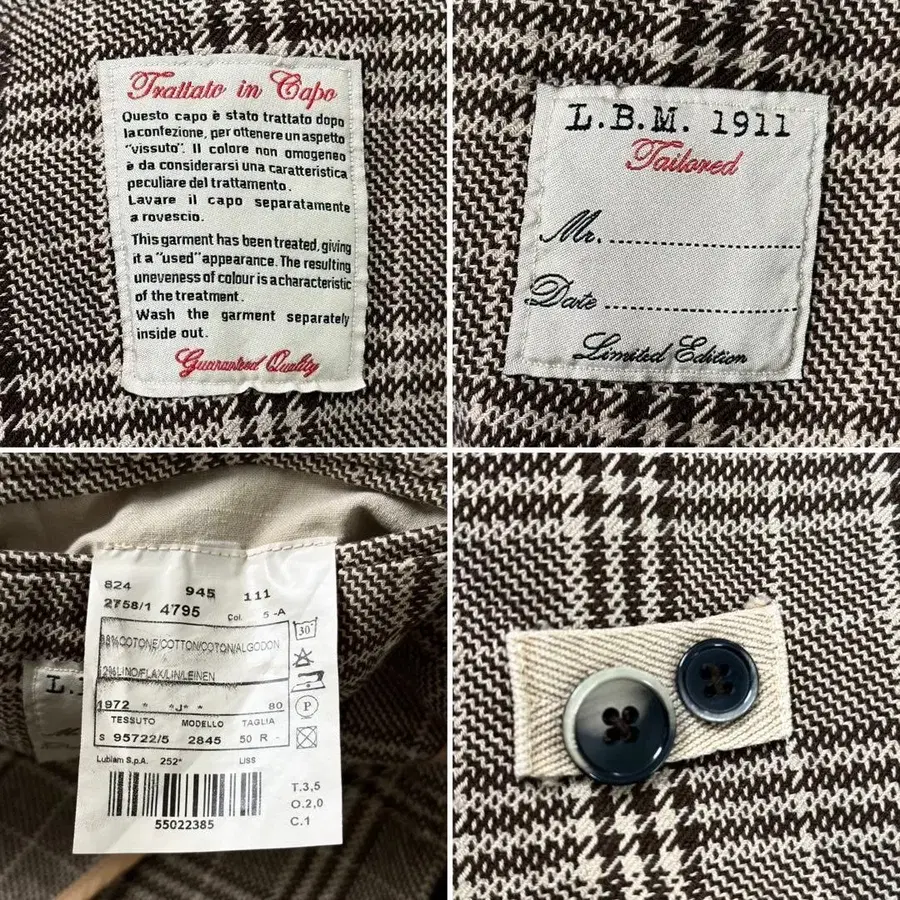 Trattato in Capo
Questo capo è stato trattato dopo
la confezione, per ottenere un aspetto
"vissuto". Il colore non omogeneo
è da considerarsi una caratteristica
peculiare del trattamento.
Lavare il capo separatamente
a rovescio.
This garment has been treated, giving
it a "used" appearance. The resulting
uneveness of colour is a characteristic
of the treatment.
Wash the garment separately
inside out.
Guaranteed Quality
L.B.M. 1911
Tailored
Mr. ....................
Date ....................
Limited Edition
824 945 111
2758/1 4795 Col. 5 -A
COTONE/COTTON/COTON/ALGODON
LINO/FLAX/LIN/LEINEN
30°
1972 * *J* * 80
P
TESSUTO MODELLO TAGLIA
S 95722/5 2845 50 R -
Lubiam S.p.A. 252* LISS
T.3,5
O.2,0
C.1
55022385